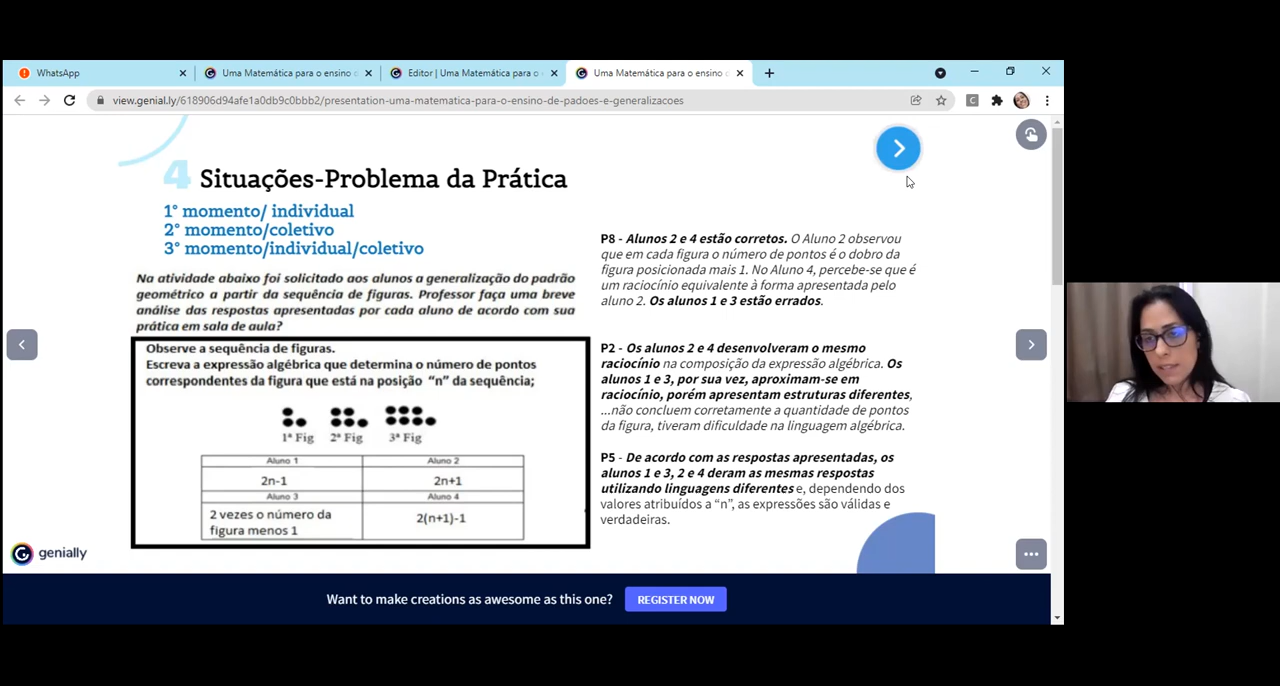 WhatsApp
Uma Matemática para o ensino d
Editor | Uma Matemática para o
Uma Matemática para o ensino d
view.genial.ly/618906d94afe1a0db9c0bbb2/presentation-uma-matematica-para-o-ensino-de-padoes-e-generalizacoes
4 Situações-Problema da Prática
1° momento/ individual
2° momento/coletivo
3° momento/individual/coletivo
Na atividade abaixo foi solicitado aos alunos a generalização do padrão
geométrico a partir da sequência de figuras. Professor faça uma breve
análise das respostas apresentadas por cada aluno de acordo com sua
prática em sala de aula?
Observe a sequência de figuras.
Escreva a expressão algébrica que determina o número de pontos
correspondentes da figura que está na posição "n" da sequência;
1ª Fig 2ª Fig 3ª Fig
Aluno 1 Aluno 2
2n-1 2n+1
Aluno 3 Aluno 4
2 vezes o número da
figura menos 1
2(n+1)-1
P8 - Alunos 2 e 4 estão corretos. O Aluno 2 observou
que em cada figura o número de pontos é o dobro da
figura posicionada mais 1. No Aluno 4, percebe-se que é
um raciocínio equivalente à forma apresentada pelo
aluno 2. Os alunos 1 e 3 estão errados.
P2 - Os alunos 2 e 4 desenvolveram o mesmo
raciocínio na composição da expressão algébrica. Os
alunos 1 e 3, por sua vez, aproximam-se em
raciocínio, porém apresentam estruturas diferentes,
...não concluem corretamente a quantidade de pontos
da figura, tiveram dificuldade na linguagem algébrica.
P5 - De acordo com as respostas apresentadas, os
alunos 1 e 3, 2 e 4 deram as mesmas respostas
utilizando linguagens diferentes e, dependendo dos
valores atribuídos a "n", as expressões são válidas e
verdadeiras.
genially
Want to make creations as awesome as this one?
REGISTER NOW